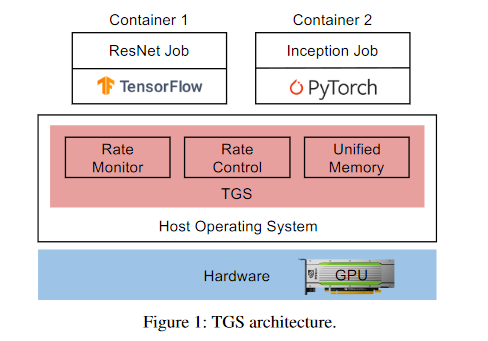 Container 1
Container 2
ResNet Job
Inception Job
TensorFlow
PyTorch
Rate
Monitor
Rate
Control
Unified
Memory
TGS
Host Operating System
Hardware
GPU
Figure 1: TGS architecture.